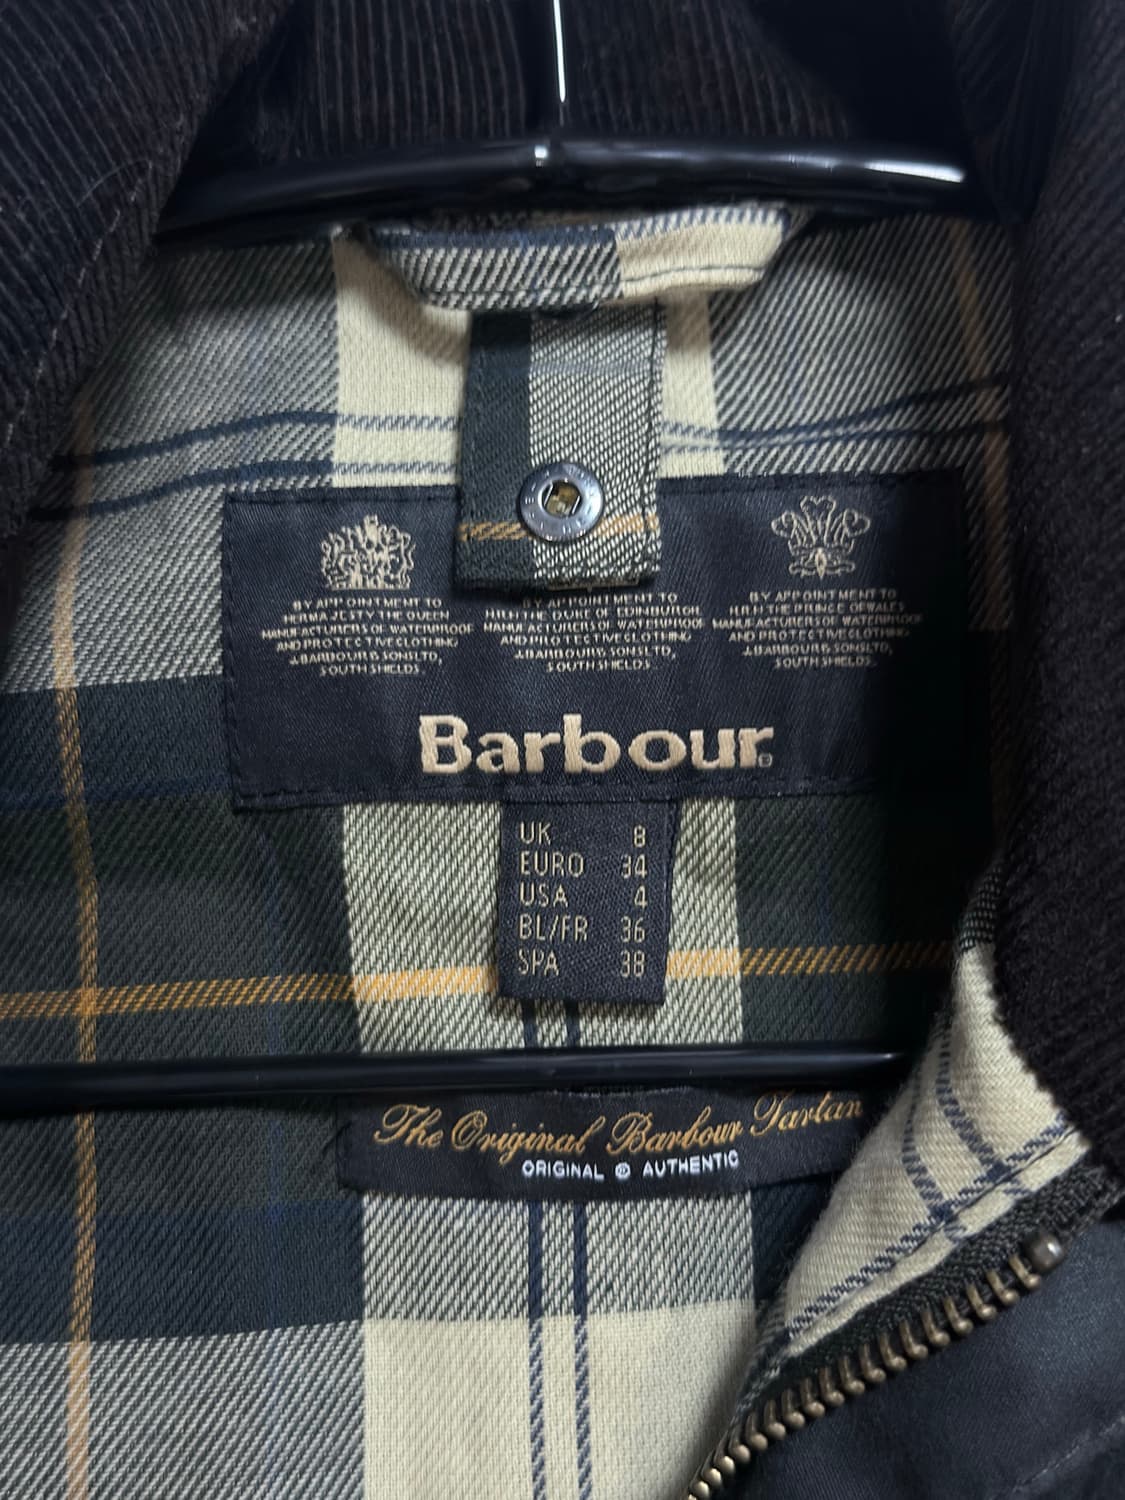 BY APPOINTMENT TO
HER MAJESTY THE QUEEN
MANUFACTURERS OF WATERPROOF
AND PROTECTIVE CLOTHING
J.BARBOUR & SONS LTD,
SOUTH SHIELDS.
BY APPOINTMENT TO
H.R.H. THE DUKE OF EDINBURGH
MANUFACTURERS OF WATERPROOF
AND PROTECTIVE CLOTHING
J.BARBOUR & SONS LTD,
SOUTH SHIELDS.
BY APPOINTMENT TO
H.R.H. THE PRINCE OF WALES
MANUFACTURERS OF WATERPROOF
AND PROTECTIVE CLOTHING
J.BARBOUR & SONS LTD,
SOUTH SHIELDS.
Barbour®
UK 8
EURO 34
USA 4
BL/FR 36
SPA 38
The Original Barbour Tartan
ORIGINAL AUTHENTIC